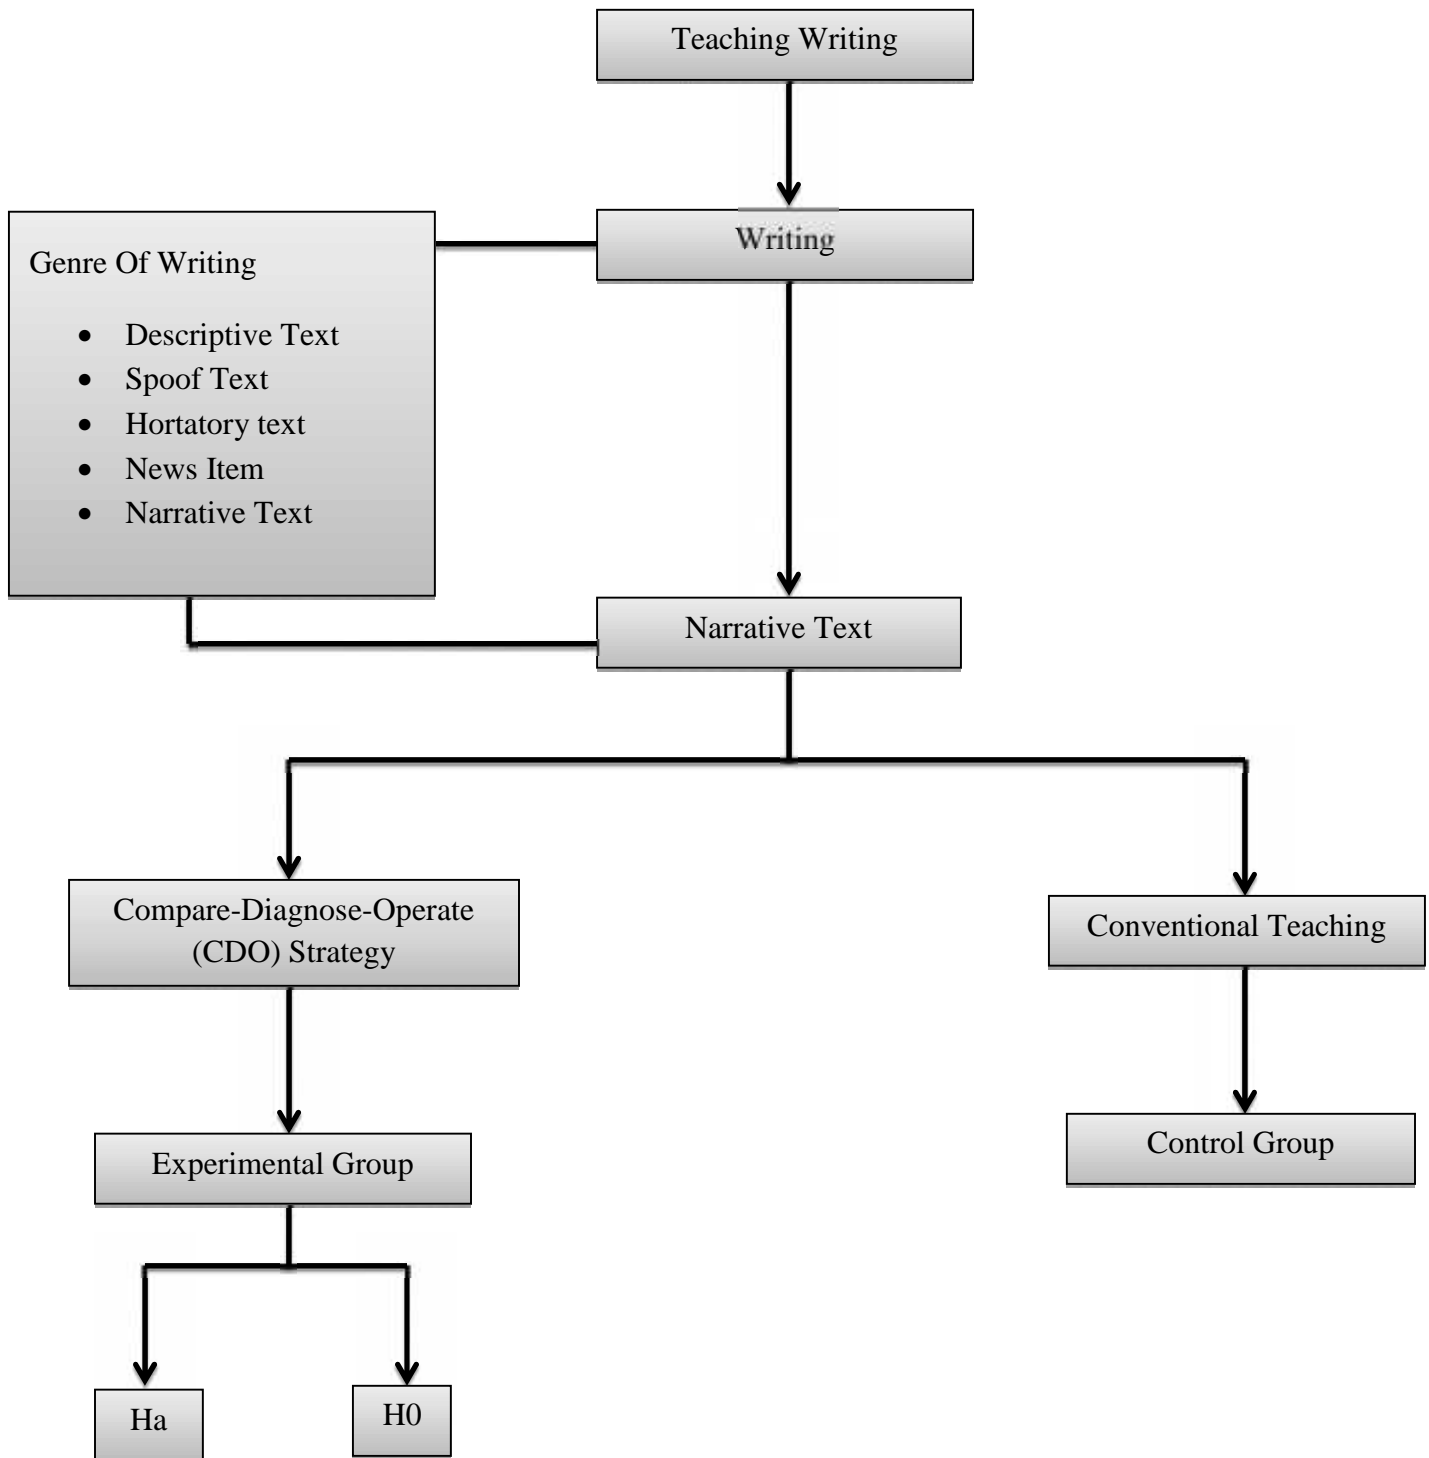 Teaching Writing
Writing
Genre Of Writing
• Descriptive Text
• Spoof Text
• Hortatory text
• News Item
• Narrative Text
Narrative Text
Compare-Diagnose-Operate
(CDO) Strategy
Conventional Teaching
Experimental Group
Control Group
Ha
H0